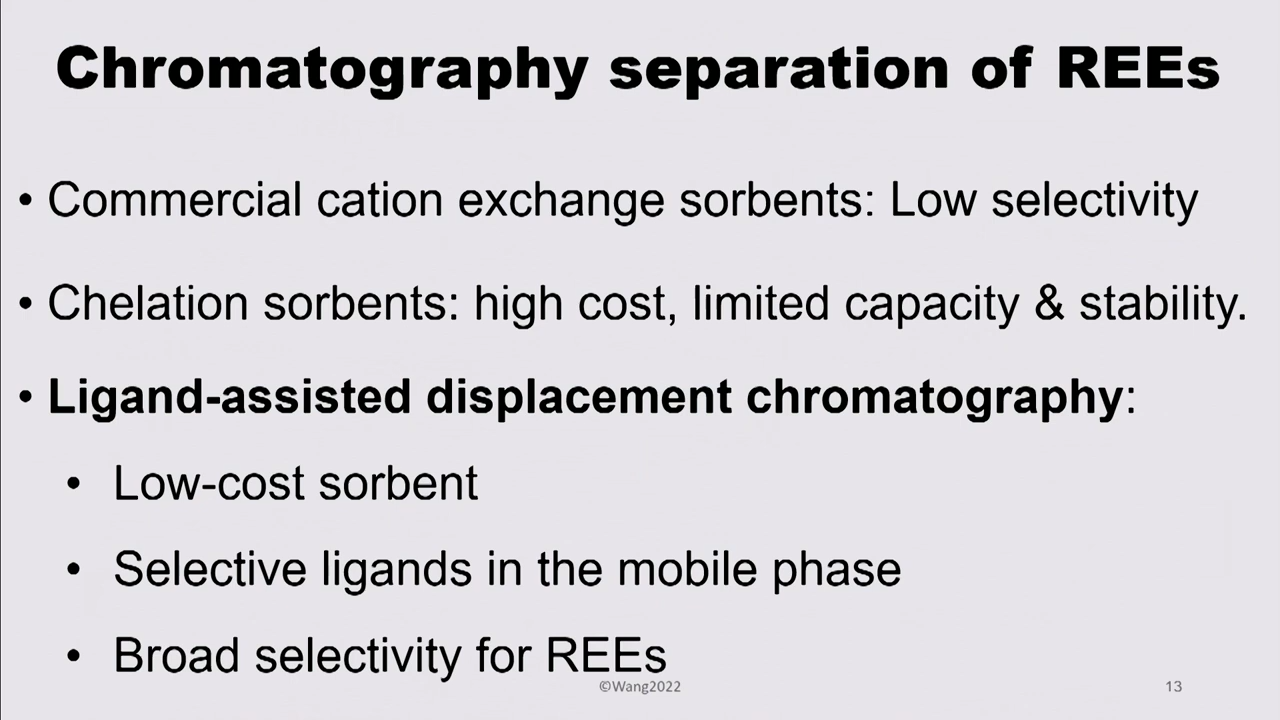 Chromatography separation of REEs
• Commercial cation exchange sorbents: Low selectivity
• Chelation sorbents: high cost, limited capacity & stability.
• Ligand-assisted displacement chromatography:
• Low-cost sorbent
• Selective ligands in the mobile phase
• Broad selectivity for REEs
©Wang2022
13